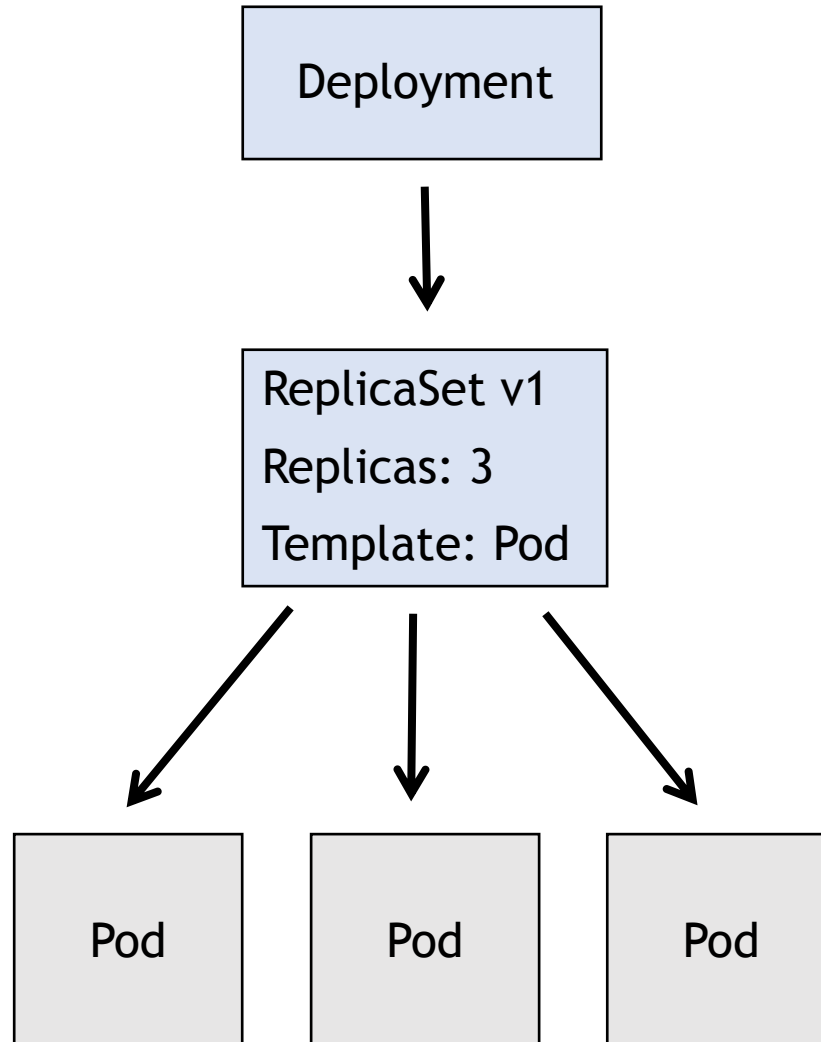 Deployment
ReplicaSet v1
Replicas: 3
Template: Pod
Pod
Pod
Pod